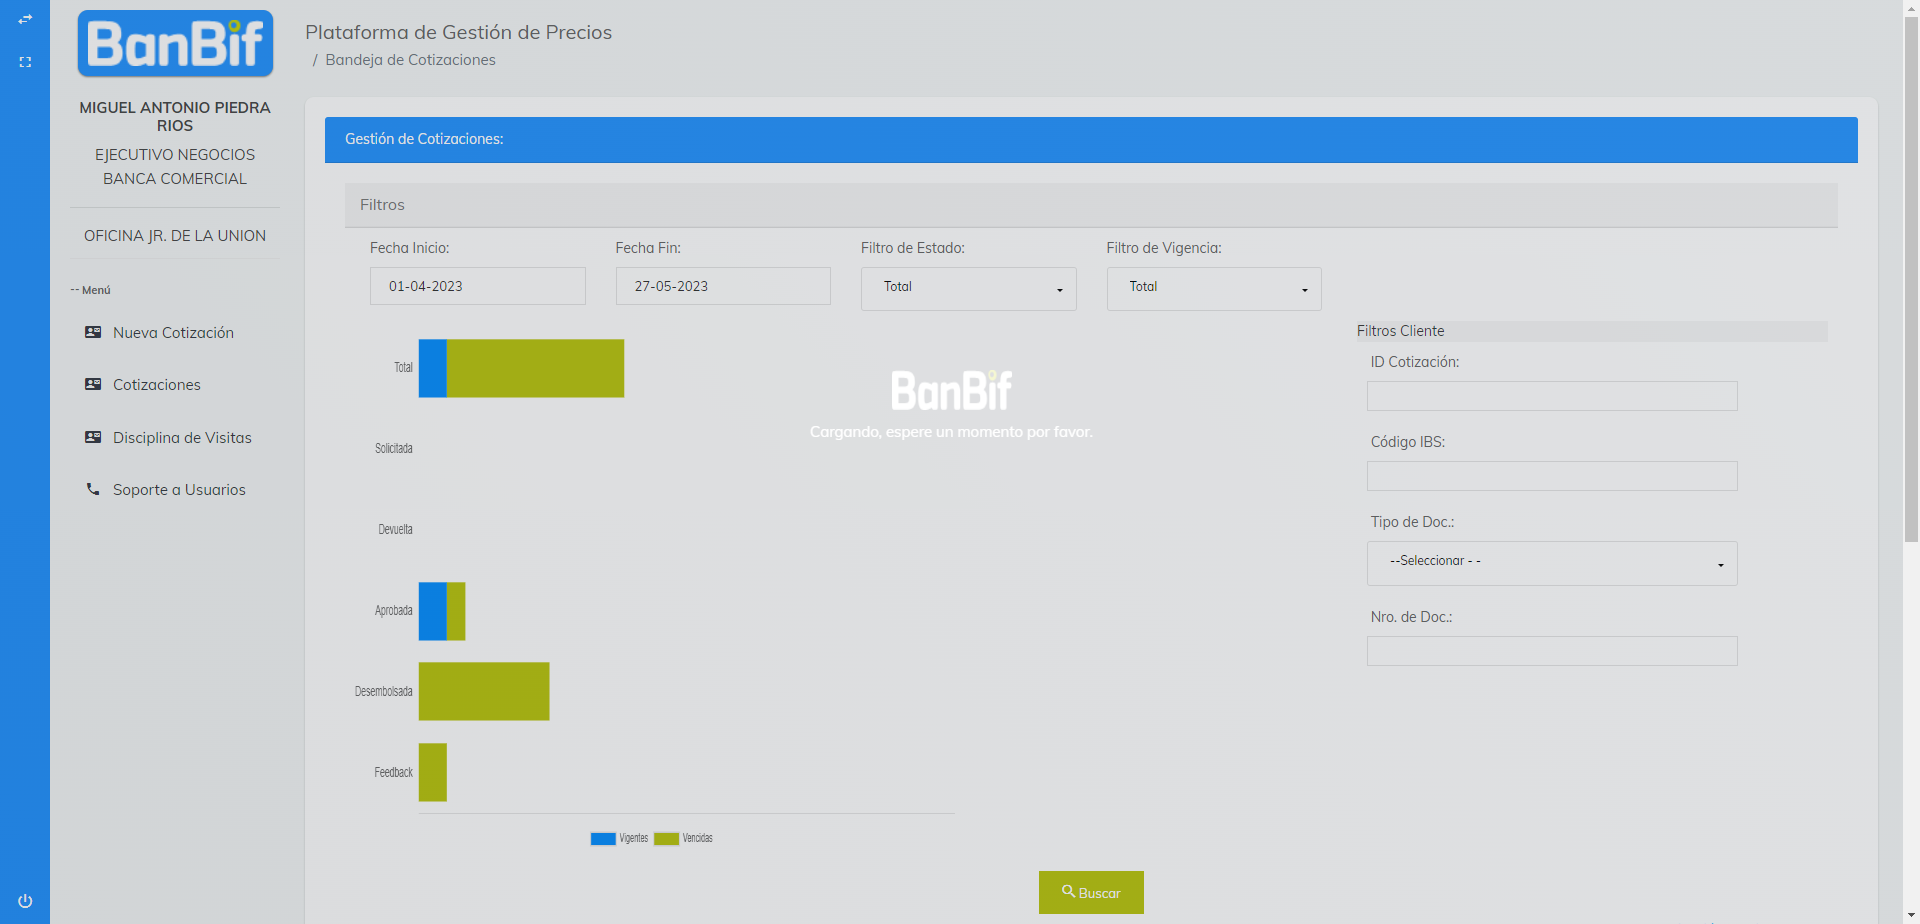 BanBif
MIGUEL ANTONIO PIEDRA
RIOS
EJECUTIVO NEGOCIOS
BANCA COMERCIAL
OFICINA JR. DE LA UNION
-- Menú
Nueva Cotización
Cotizaciones
Disciplina de Visitas
Soporte a Usuarios
Plataforma de Gestión de Precios
/ Bandeja de Cotizaciones
Gestión de Cotizaciones:
Filtros
Fecha Inicio: Fecha Fin: Filtro de Estado: Filtro de Vigencia:
01-04-2023 27-05-2023 Total Total
Total
Solicitada
Devuelta
Aprobada
Desembolsada
Feedback
Vigentes Vencidas
BanBif
Cargando, espere un momento por favor.
Filtros Cliente
ID Cotización:
Código IBS:
Tipo de Doc.:
--Seleccionar - -
Nro. de Doc.:
Buscar